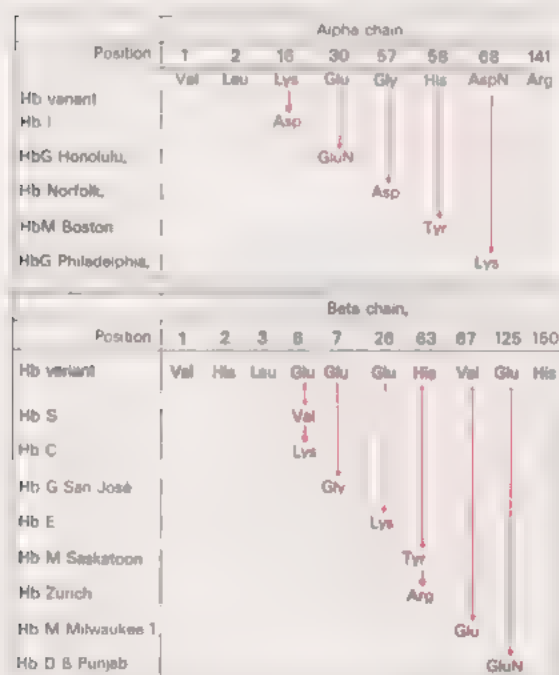 Alpha chain
Position 1 2 16 30 57 58 68 141
Val Leu Lys Glu Gly His AspN Arg
Hb variant
Hb I Asp
HbG Honolulu, GluN
Hb Norfolk, Asp
HbM Boston Tyr
HbG Philadelphia, Lys
Beta chain,
Position 1 2 3 6 7 26 63 67 125 150
Hb variant Val His Leu Glu Glu Glu His Val Glu His
Hb S Val
Hb C Lys
Hb G San José Gly
Hb E Lys
Hb M Saskatoon Tyr
Hb Zurich Arg
Hb M Milwaukee 1, Glu
Hb D ß Punjab GluN